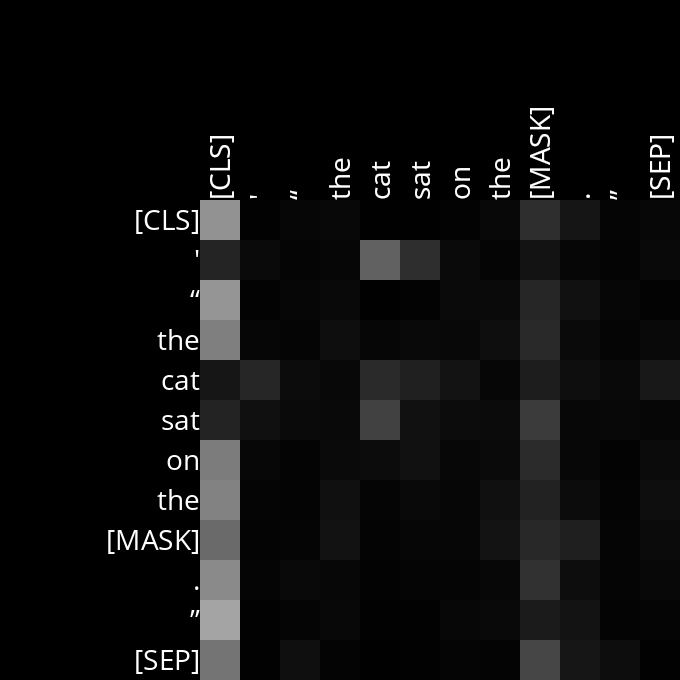 [CLS] ' “ the cat sat on the [MASK] . ” [SEP]
[CLS]
'
“
the
cat
sat
on
the
[MASK]
.
”
[SEP]